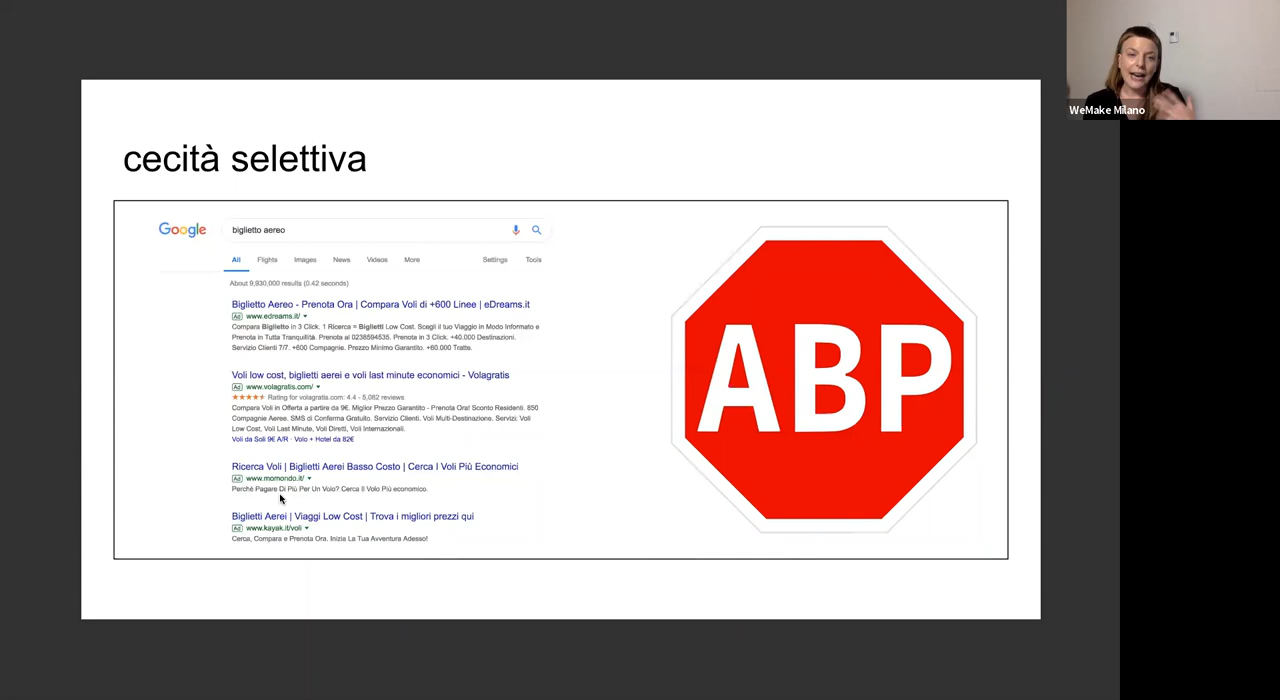 cecità selettiva
Google
biglietto aereo
All Flights Images News Videos More Settings Tools
About 9,930,000 results (0.42 seconds)
Biglietto Aereo - Prenota Ora | Compara Voli di +600 Linee | eDreams.it
Ad www.edreams.it/
Compara Biglietto in 3 Click. 1 Ricerca = Biglietti Low Cost. Scegli il tuo Viaggio in Modo Informato e
Prenota in Tutta Tranquillità. Prenota al 0238594535. Prenota in 3 Click. +40.000 Destinazioni.
Servizio Clienti 7/7. +600 Compagnie. Prezzo Minimo Garantito. +60.000 Tratte.
Voli low cost, biglietti aerei e voli last minute economici - Volagratis
Ad www.volagratis.com/
Rating for volagratis.com: 4.4 - 5,082 reviews
Compara Voli in Offerta a partire da 9€. Miglior Prezzo Garantito - Prenota Ora! Sconto Residenti. 850
Compagnie Aeree. SMS di Conferma Gratuito. Servizio Clienti. Voli Multi-Destinazione. Servizi: Voli
Low Cost, Voli Last Minute, Voli Diretti, Voli Internazionali.
Voli da Soli 9€ A/R · Volo + Hotel da 82€
Ricerca Voli | Biglietti Aerei Basso Costo | Cerca I Voli Più Economici
Ad www.momondo.it/
Perché Pagare Di Più Per Un Volo? Cerca Il Volo Più economico.
Biglietti Aerei | Viaggi Low Cost | Trova i migliori prezzi qui
Ad www.kayak.it/voli
Cerca, Compara e Prenota Ora. Inizia La Tua Avventura Adesso!
ABP
WeMake Milano